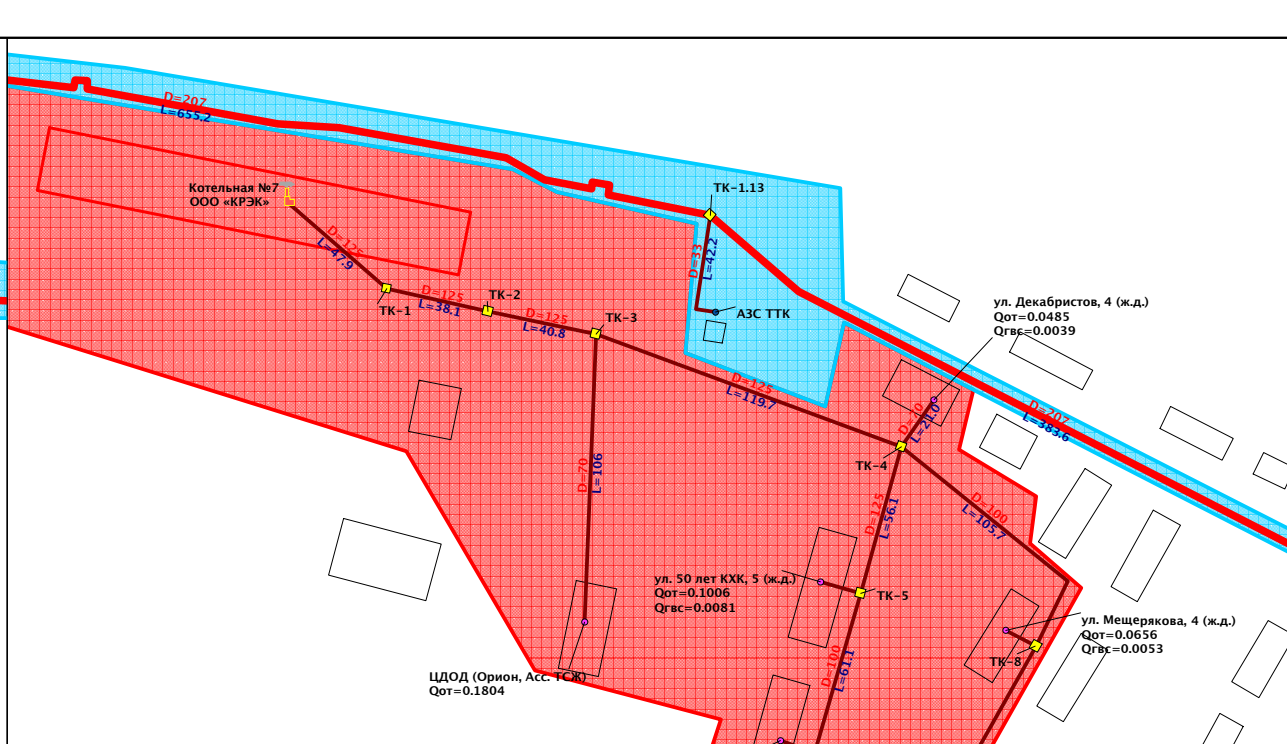 D=207
L=655.2
Котельная №7
ООО «КРЭК»
ТК-1.13
D=125
L=47.9
D=33
L=42.2
ТК-1
D=125
L=38.1
ТК-2
D=125
L=40.8
ТК-3
АЗС ТТК
ул. Декабристов, 4 (ж.д.)
Qот=0.0485
Qгвс=0.0039
D=125
L=119.7
D=207
L=383.6
D=70
L=21.0
ТК-4
D=70
L=106
D=125
L=56.1
D=100
L=105.7
ул. 50 лет КХК, 5 (ж.д.)
Qот=0.1006
Qгвс=0.0081
ТК-5
ул. Мещерякова, 4 (ж.д.)
Qот=0.0656
Qгвс=0.0053
ТК-8
D=100
L=61.1
ЦДОД (Орион, Асс. ТСЖ)
Qот=0.1804